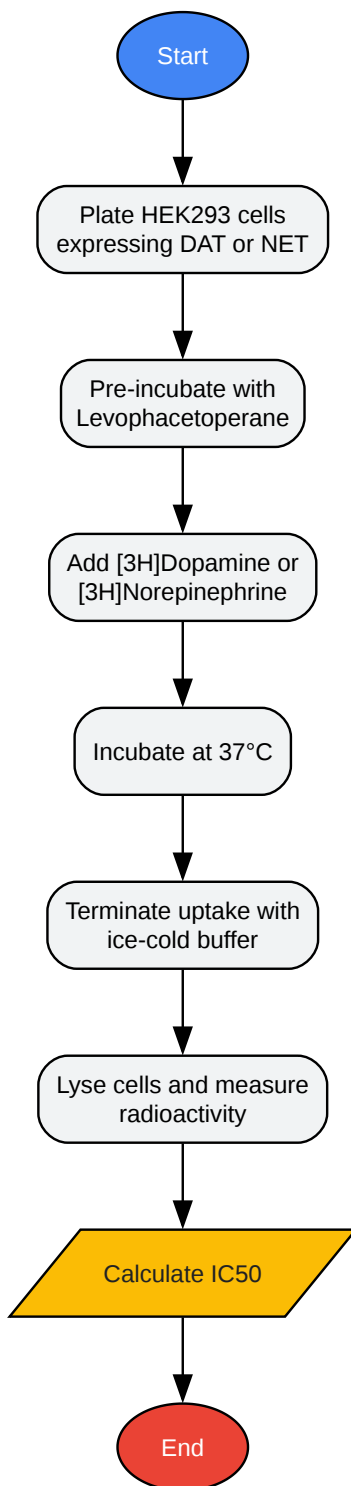 Start
Plate HEK293 cells
expressing DAT or NET
Pre-incubate with
Levophacetoperane
Add [3H]Dopamine or
[3H]Norepinephrine
Incubate at 37°C
Terminate uptake with
ice-cold buffer
Lyse cells and measure
radioactivity
Calculate IC50
End